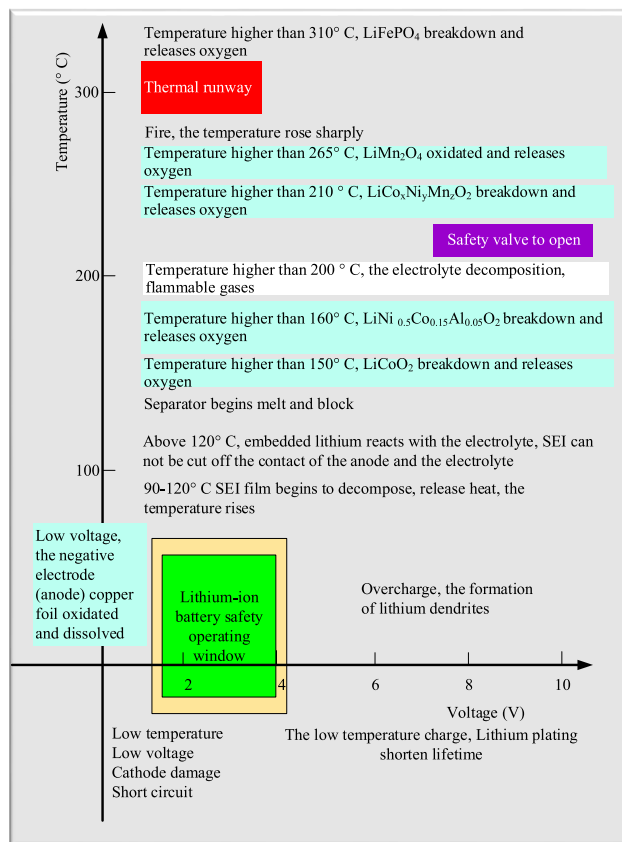 Temperature higher than 310° C, LiFePO4 breakdown and
releases oxygen
Temperature (° C)
300
Thermal runway
Fire, the temperature rose sharply
Temperature higher than 265° C, LiMn2O4 oxidated and releases
oxygen
Temperature higher than 210 ° C, LiCoxNiyMnzO2 breakdown and
releases oxygen
Safety valve to open
200
Temperature higher than 200 ° C, the electrolyte decomposition,
flammable gases
Temperature higher than 160° C, LiNi 0.5Co0.15Al0.05O2 breakdown and
releases oxygen
Temperature higher than 150° C, LiCoO2 breakdown and releases
oxygen
Separator begins melt and block
Above 120° C, embedded lithium reacts with the electrolyte, SEI can
not be cut off the contact of the anode and the electrolyte
100
90-120° C SEI film begins to decompose, release heat, the
temperature rises
Low voltage,
the negative
electrode
(anode) copper
foil oxidated
and dissolved
Lithium-ion
battery safety
operating
window
Overcharge, the formation
of lithium dendrites
2
4
6
8
10
Voltage (V)
Low temperature
Low voltage
Cathode damage
Short circuit
The low temperature charge, Lithium plating
shorten lifetime